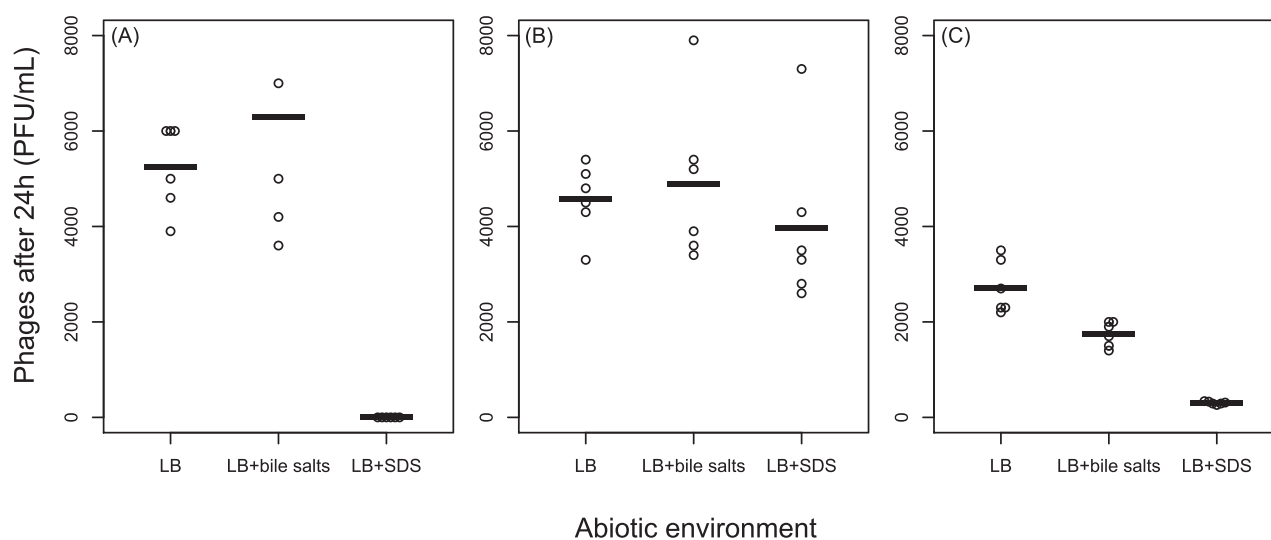 Phages after 24h (PFU/mL)
(A)
8000
6000
4000
2000
0
LB
LB+bile salts
LB+SDS
(B)
8000
6000
4000
2000
0
LB
LB+bile salts
LB+SDS
(C)
8000
6000
4000
2000
0
LB
LB+bile salts
LB+SDS
Abiotic environment